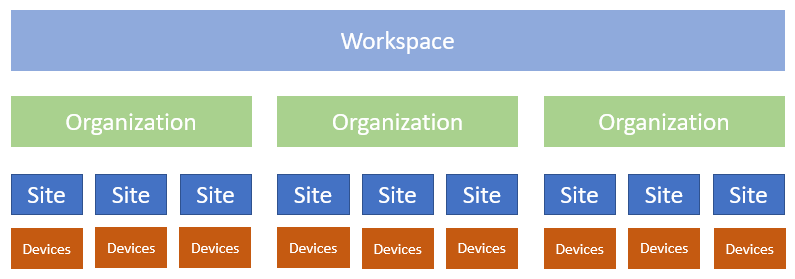 Workspace
Organization Organization Organization
Site Site Site Site Site Site Site Site Site
Devices Devices Devices Devices Devices Devices Devices Devices Devices